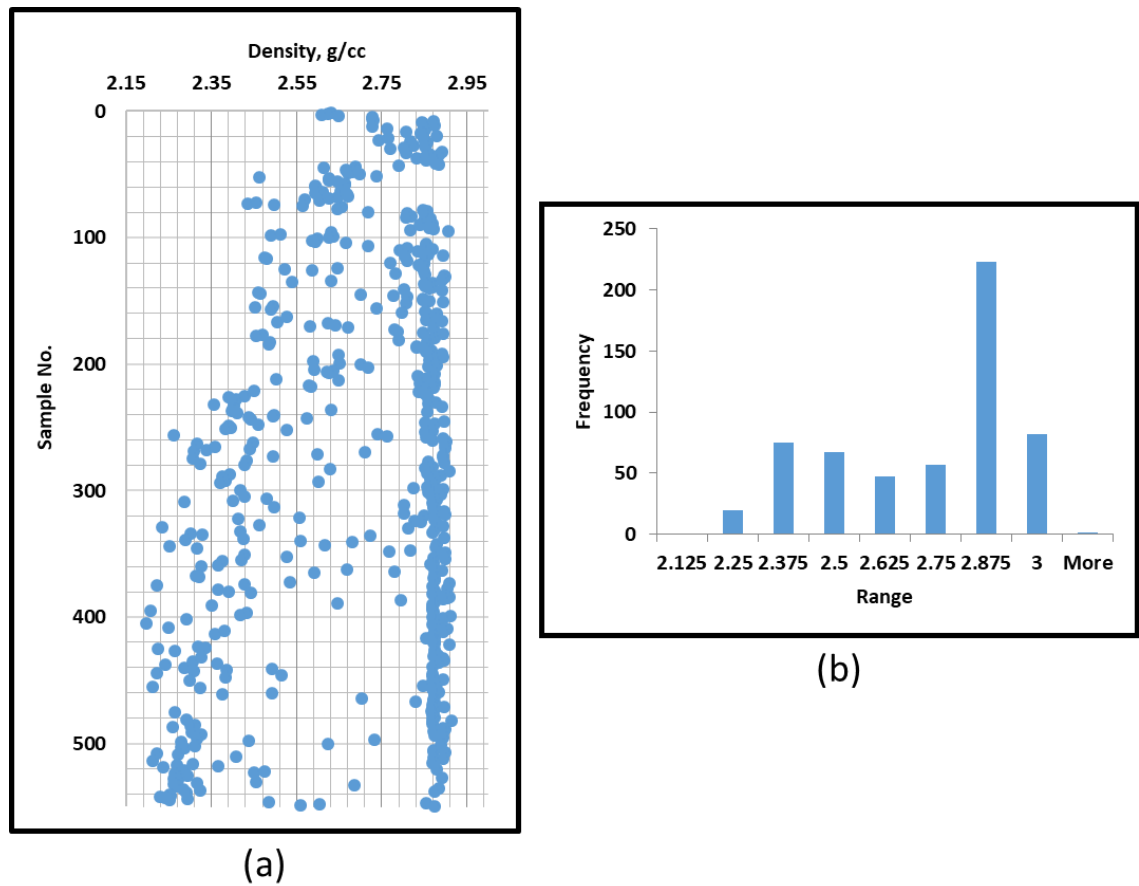 Density, g/cc
2.15 2.35 2.55 2.75 2.95
0
100
200
300
400
500
Sample No.
(a)
250
200
150
100
50
0
Frequency
2.125 2.25 2.375 2.5 2.625 2.75 2.875 3 More
Range
(b)